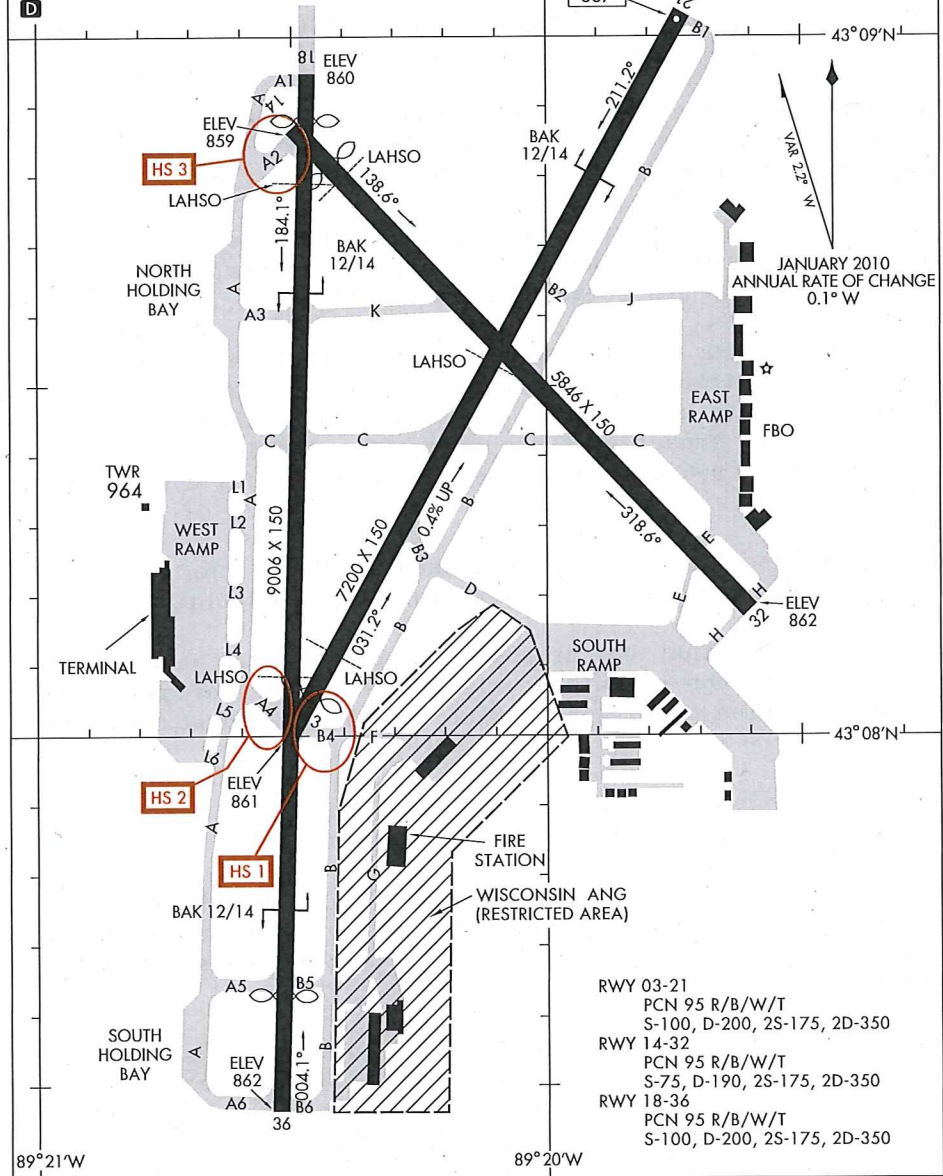 D
21
B1
43°09'N
18
ELEV
860
A1
A
14
ELEV
859
A2
HS 3
LAHSO
LAHSO
138.6°
184.1°
211.2°
BAK
12/14
B
VAR 2.2° W
JANUARY 2010
ANNUAL RATE OF CHANGE
0.1° W
NORTH
HOLDING
BAY
BAK
12/14
A
A3
K
B2
J
LAHSO
5846 X 150
EAST
RAMP
FBO
C
C
C
C
TWR
964
L1
A
L2
WEST
RAMP
9006 X 150
7200 X 150
0.4% UP
B
B3
318.6°
E
L3
031.2°
B
D
E
H
H
32
ELEV
862
TERMINAL
L4
LAHSO
LAHSO
SOUTH
RAMP
L5
A4
3
B4
F
43°08'N
L6
ELEV
861
HS 2
A
HS 1
FIRE
STATION
B
G
WISCONSIN ANG
(RESTRICTED AREA)
BAK 12/14
A5
B5
SOUTH
HOLDING
BAY
A
ELEV
862
004.1°
B
A6
B6
36
RWY 03-21
PCN 95 R/B/W/T
S-100, D-200, 2S-175, 2D-350
RWY 14-32
PCN 95 R/B/W/T
S-75, D-190, 2S-175, 2D-350
RWY 18-36
PCN 95 R/B/W/T
S-100, D-200, 2S-175, 2D-350
89°21'W
89°20'W